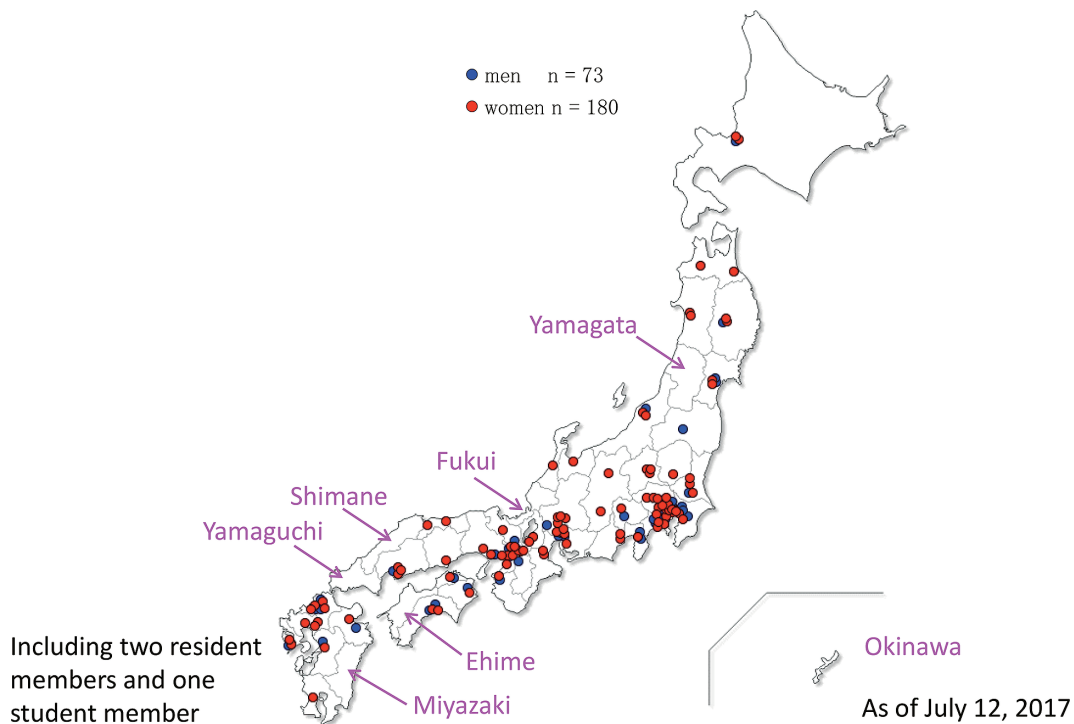 men n = 73
women n = 180
Yamagata
Fukui
Shimane
Yamaguchi
Including two resident
members and one
student member
Ehime
Miyazaki
Okinawa
As of July 12, 2017